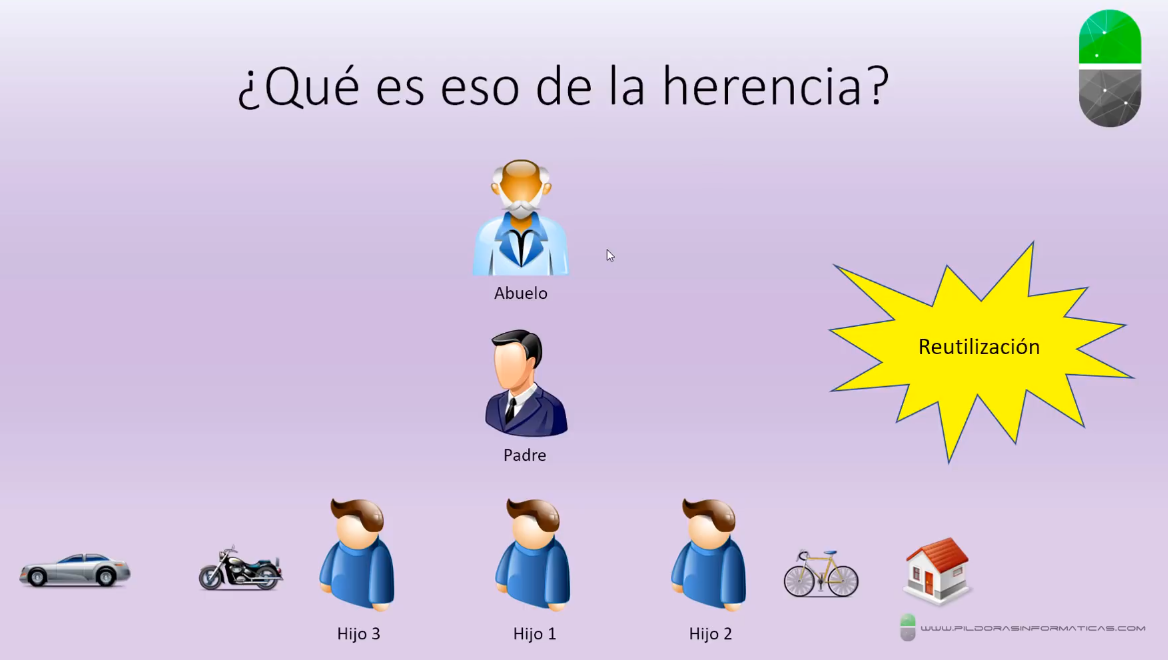 ¿Qué es eso de la herencia?
Abuelo
Reutilización
Padre
Hijo 3
Hijo 1
Hijo 2
WWW.PILDORASINFORMATICAS.COM